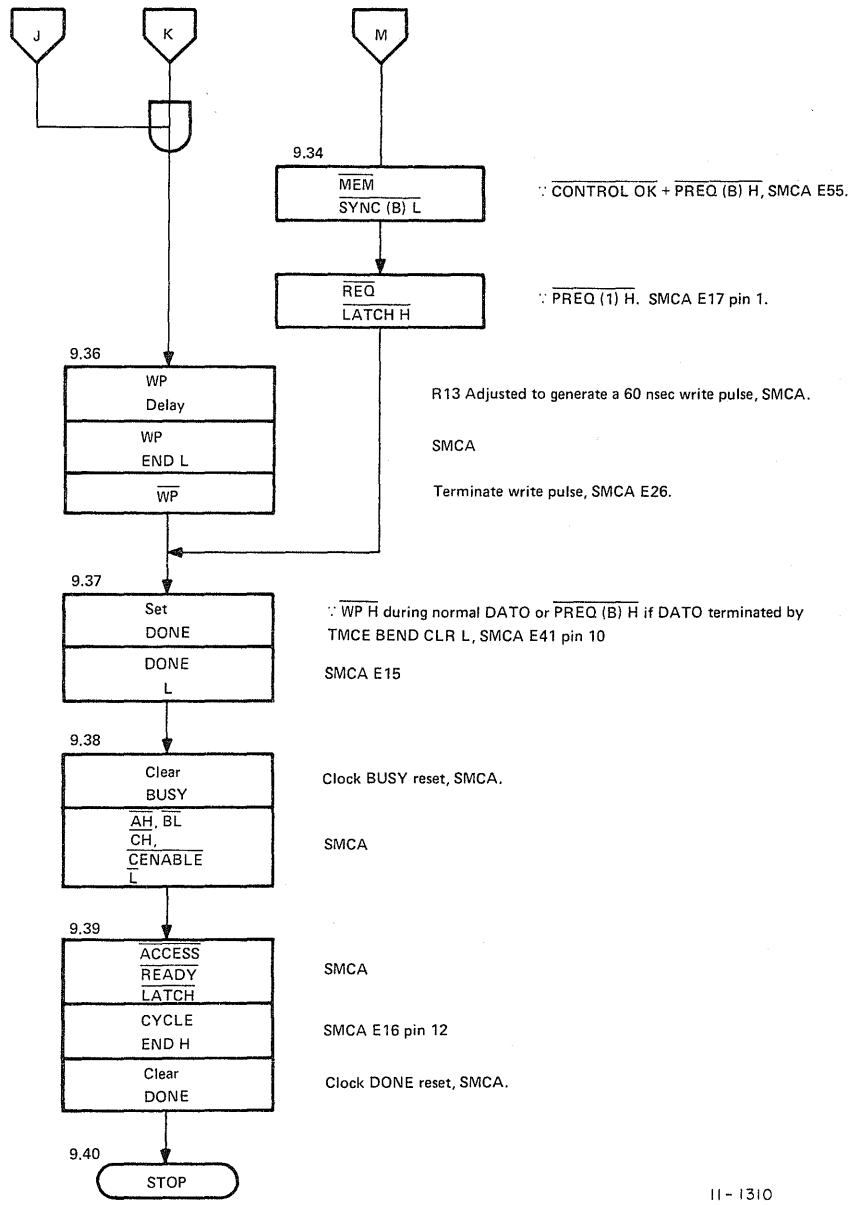 J
K
M
9.34
MEM
SYNC (B) L
∵ CONTROL OK + PREQ (B) H, SMCA E55.
REQ
LATCH H
∵ PREQ (1) H. SMCA E17 pin 1.
9.36
WP
Delay
R13 Adjusted to generate a 60 nsec write pulse, SMCA.
WP
END L
SMCA
WP
Terminate write pulse, SMCA E26.
9.37
Set
DONE
∵ WP H during normal DATO or PREQ (B) H if DATO terminated by
TMCE BEND CLR L, SMCA E41 pin 10
DONE
L
SMCA E15
9.38
Clear
BUSY
Clock BUSY reset, SMCA.
AH, BL
CH,
CENABLE
L
SMCA
9.39
ACCESS
READY
LATCH
SMCA
CYCLE
END H
SMCA E16 pin 12
Clear
DONE
Clock DONE reset, SMCA.
9.40
STOP
11-1310